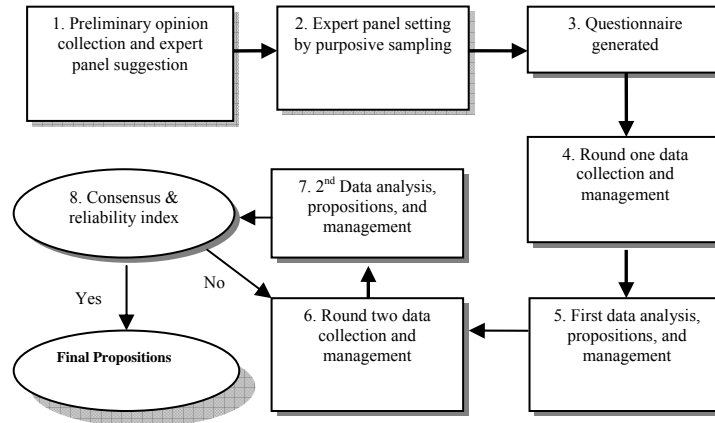 1. Preliminary opinion
collection and expert
panel suggestion
2. Expert panel setting
by purposive sampling
3. Questionnaire
generated
4. Round one data
collection and
management
5. First data analysis,
propositions, and
management
6. Round two data
collection and
management
7. 2nd Data analysis,
propositions, and
management
8. Consensus &
reliability index
No
Yes
Final Propositions